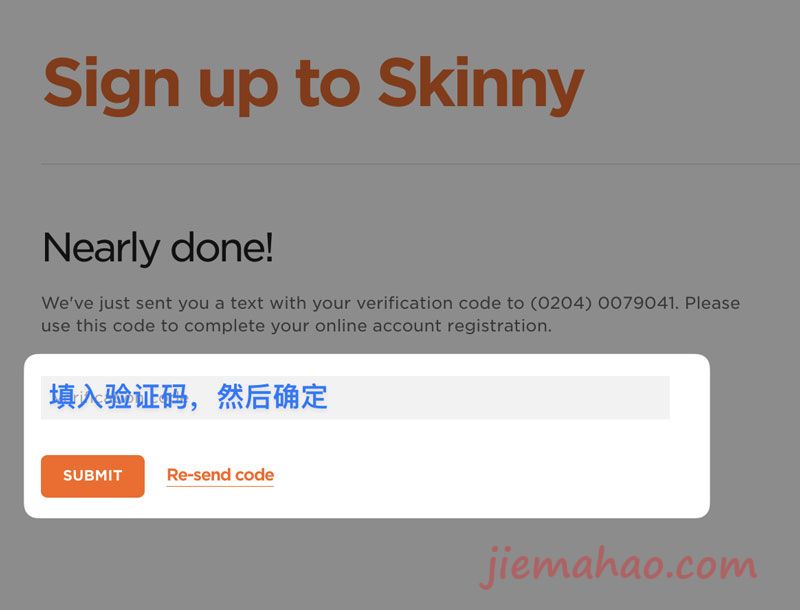 Sign up to Skinny
Nearly done!
We've just sent you a text with your verification code to (0204) 0079041. Please
use this code to complete your online account registration.
填入验证码，然后确定
SUBMIT
Re-send code
jiemahao.com